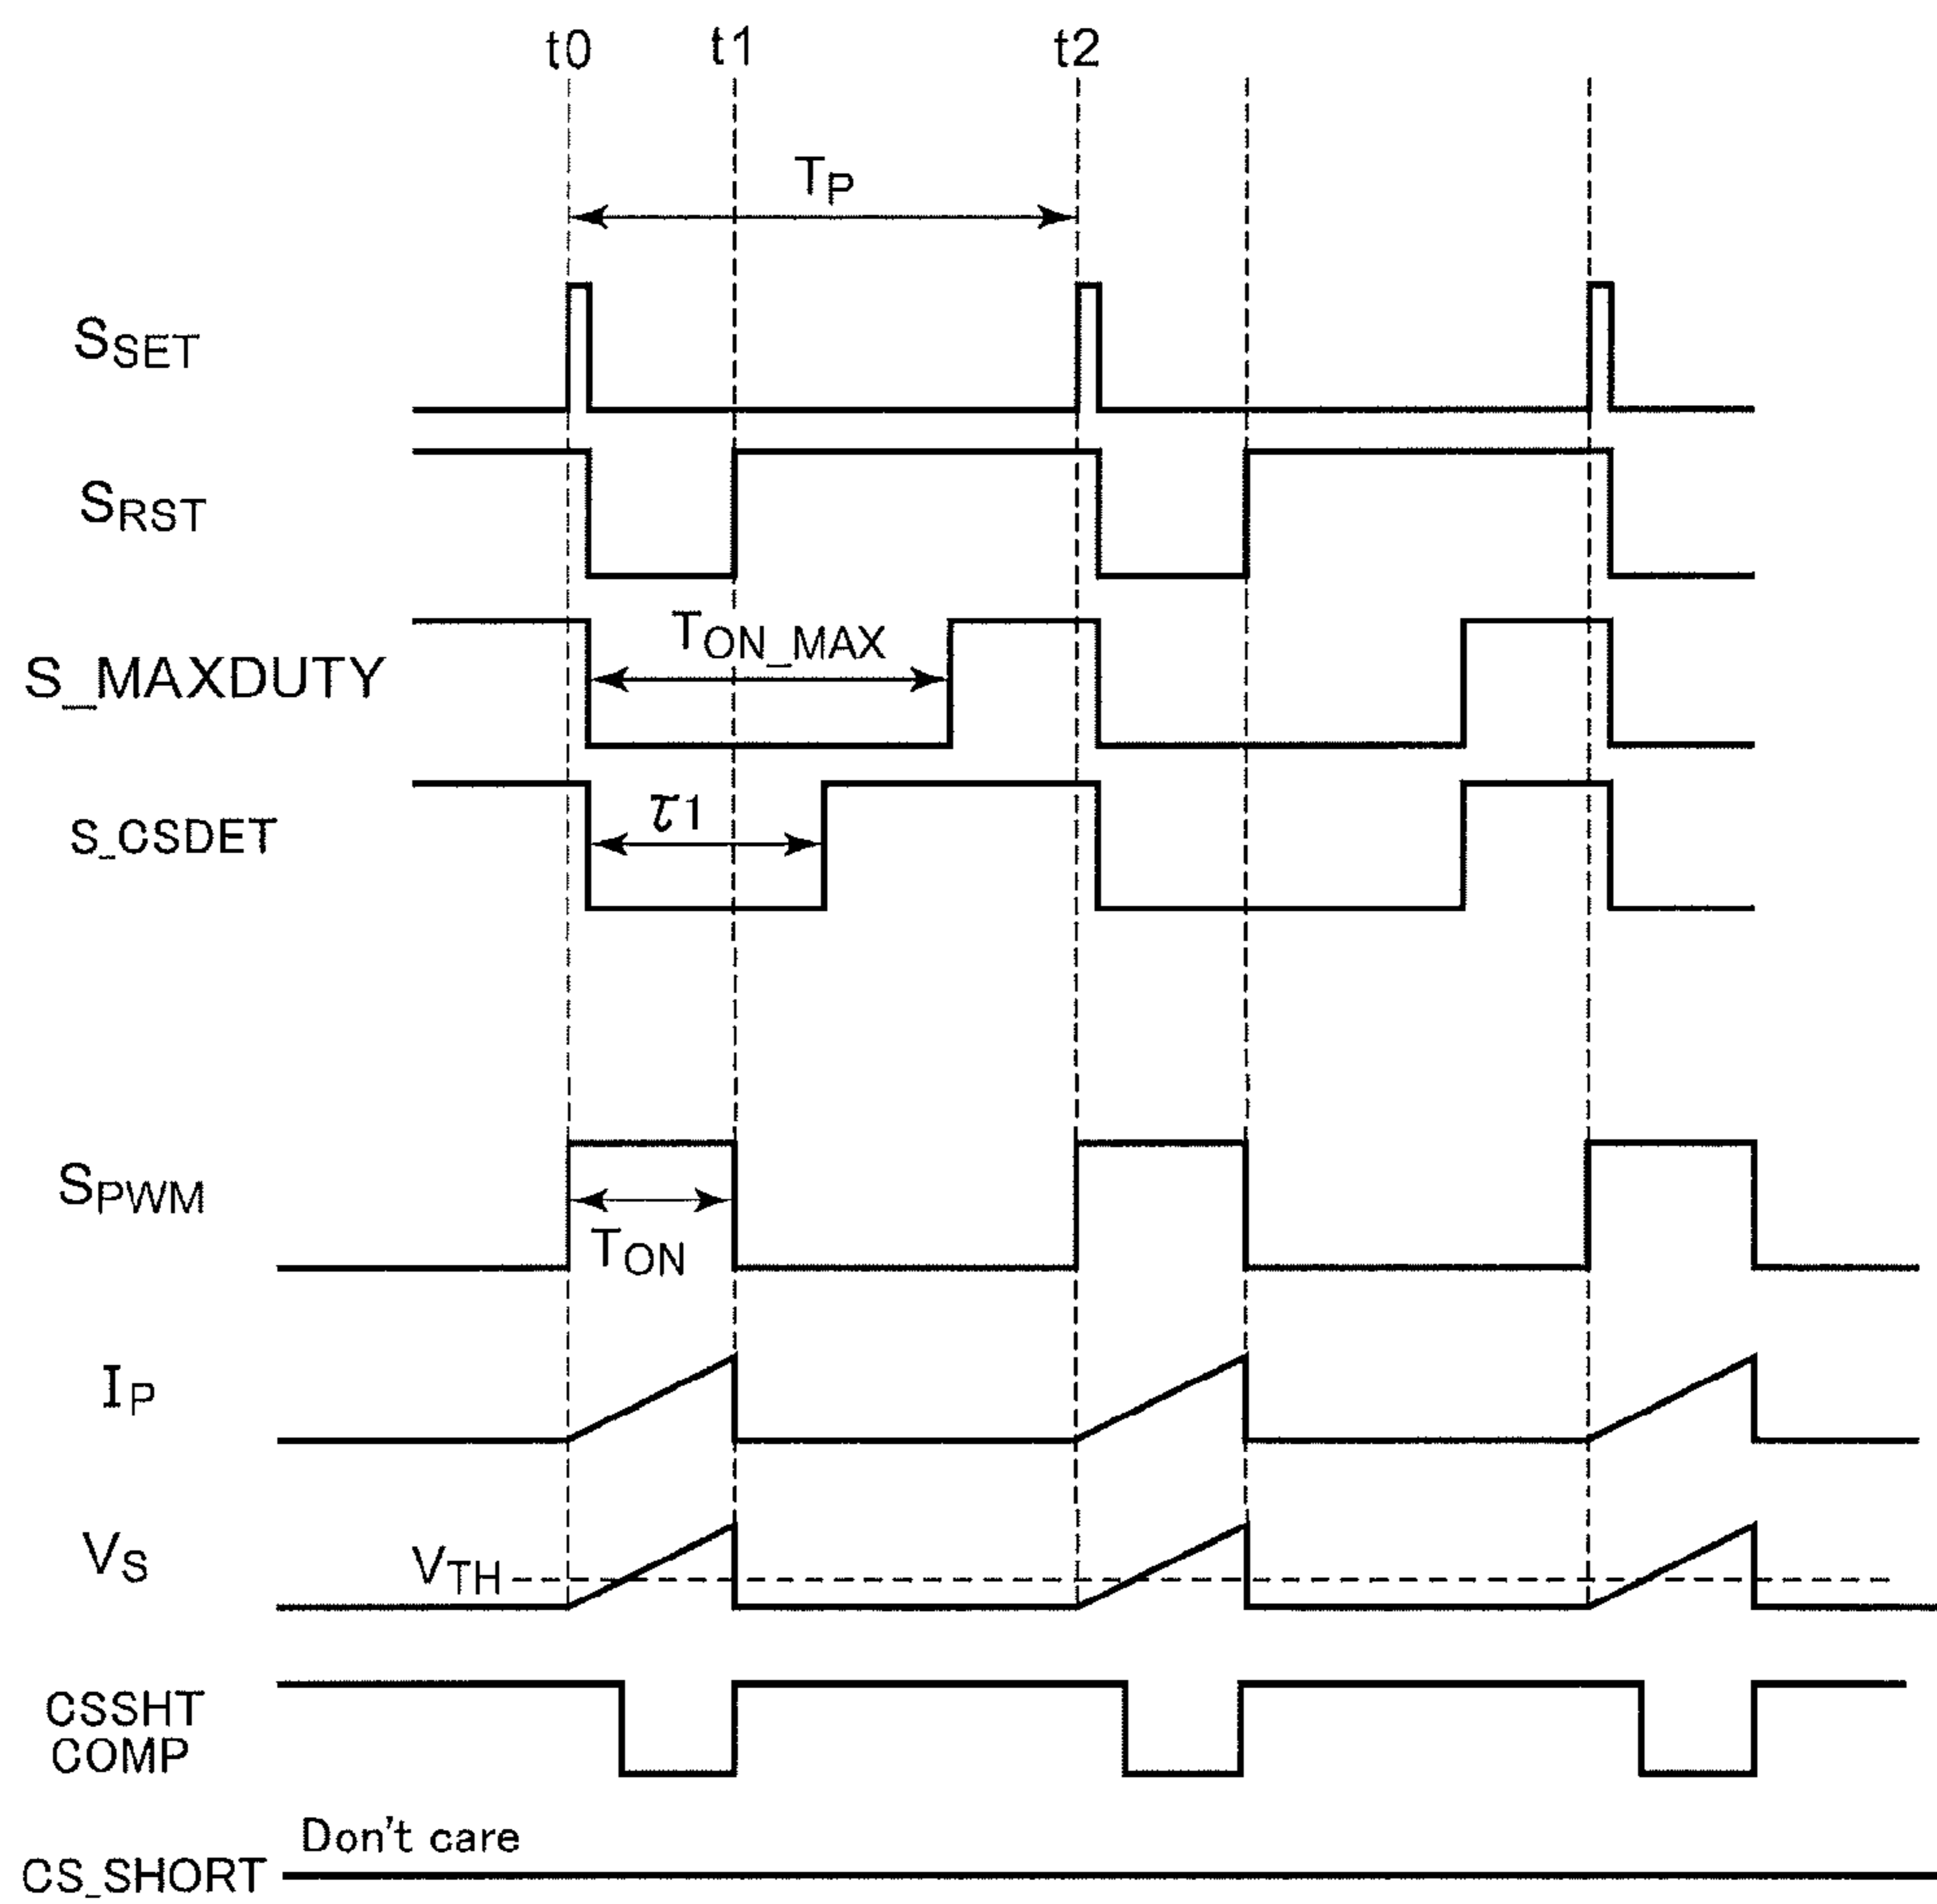 t0 t1 t2
TP
SSET
SRST
TON_MAX
S_MAXDUTY
τ1
S_CSDET
SPWM
TON
IP
VS
VTH
CSSHT
COMP
Don't care
CS_SHORT